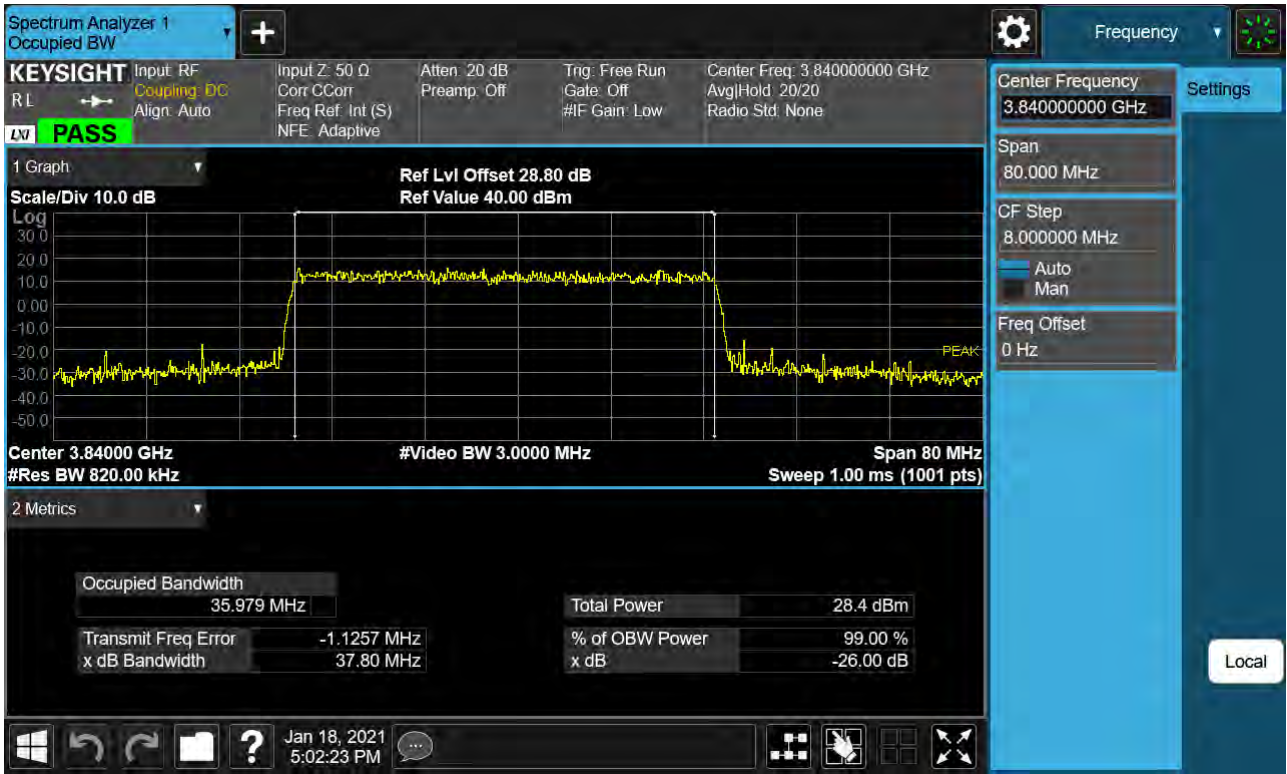 Spectrum Analyzer 1
Occupied BW
Frequency
KEYSIGHT
RL
LXI PASS
Input: RF
Coupling: DC
Align: Auto
Input Z: 50 Ω
Corr CCorr
Freq Ref: Int (S)
NFE: Adaptive
Atten: 20 dB
Preamp: Off
Trig: Free Run
Gate: Off
#IF Gain: Low
Center Freq: 3.840000000 GHz
Avg|Hold: 20/20
Radio Std: None
1 Graph
Ref Lvl Offset 28.80 dB
Scale/Div 10.0 dB
Ref Value 40.00 dBm
Log
30.0
20.0
10.0
0.00
-10.0
-20.0
-30.0
-40.0
-50.0
PEAK
Center 3.84000 GHz
#Video BW 3.0000 MHz
Span 80 MHz
#Res BW 820.00 kHz
Sweep 1.00 ms (1001 pts)
2 Metrics
Occupied Bandwidth
35.979 MHz
Transmit Freq Error -1.1257 MHz
x dB Bandwidth 37.80 MHz
Total Power 28.4 dBm
% of OBW Power 99.00 %
x dB -26.00 dB
Center Frequency
3.840000000 GHz
Span
80.000 MHz
CF Step
8.000000 MHz
Auto
Man
Freq Offset
0 Hz
Settings
Local
?
Jan 18, 2021
5:02:23 PM